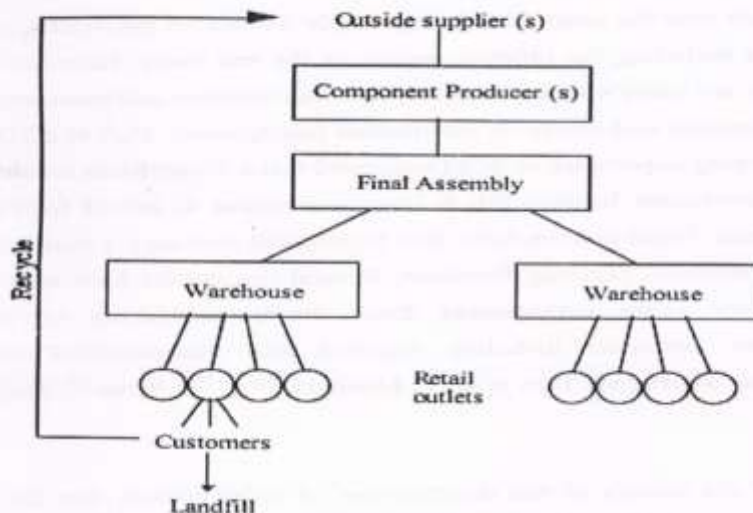 Outside supplier (s)
Component Producer (s)
Final Assembly
Recycle
Warehouse
Warehouse
Retail
outlets
Customers
Landfill